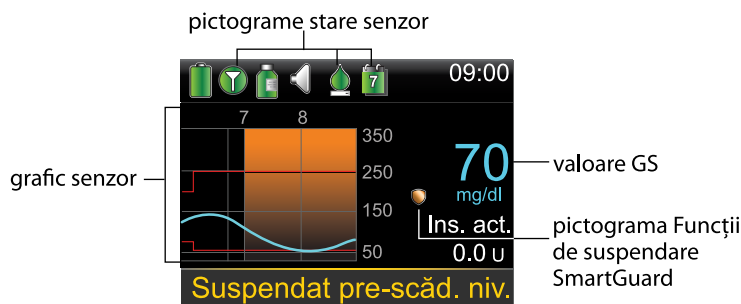 pictograme stare senzor
7
09:00
7 8
350
250
150
50
grafic senzor
70
mg/dl
valoare GS
Ins. act.
0.0 U
pictograma Funcții
de suspendare
SmartGuard
Suspendat pre-scăd. niv.